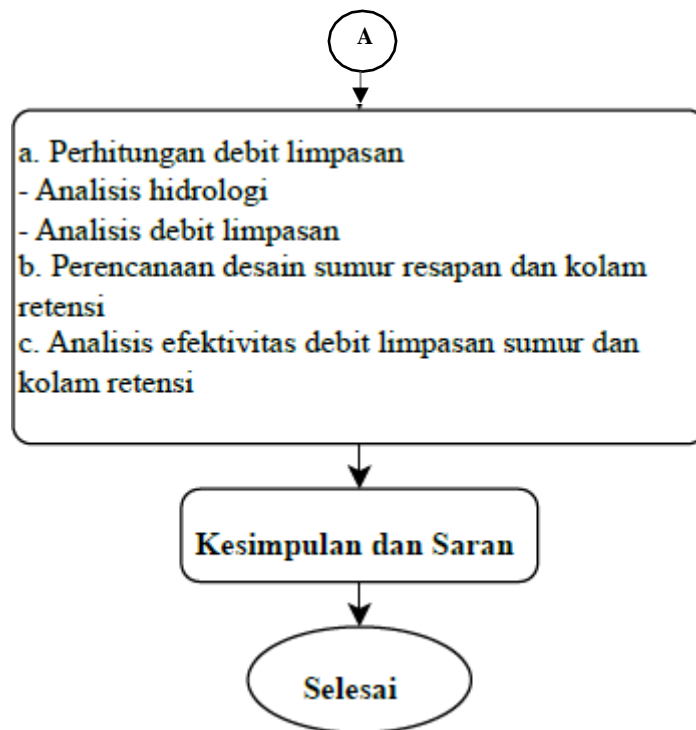 A
a. Perhitungan debit limpasan
- Analisis hidrologi
- Analisis debit limpasan
b. Perencanaan desain sumur resapan dan kolam
retensi
c. Analisis efektivitas debit limpasan sumur dan
kolam retensi
Kesimpulan dan Saran
Selesai